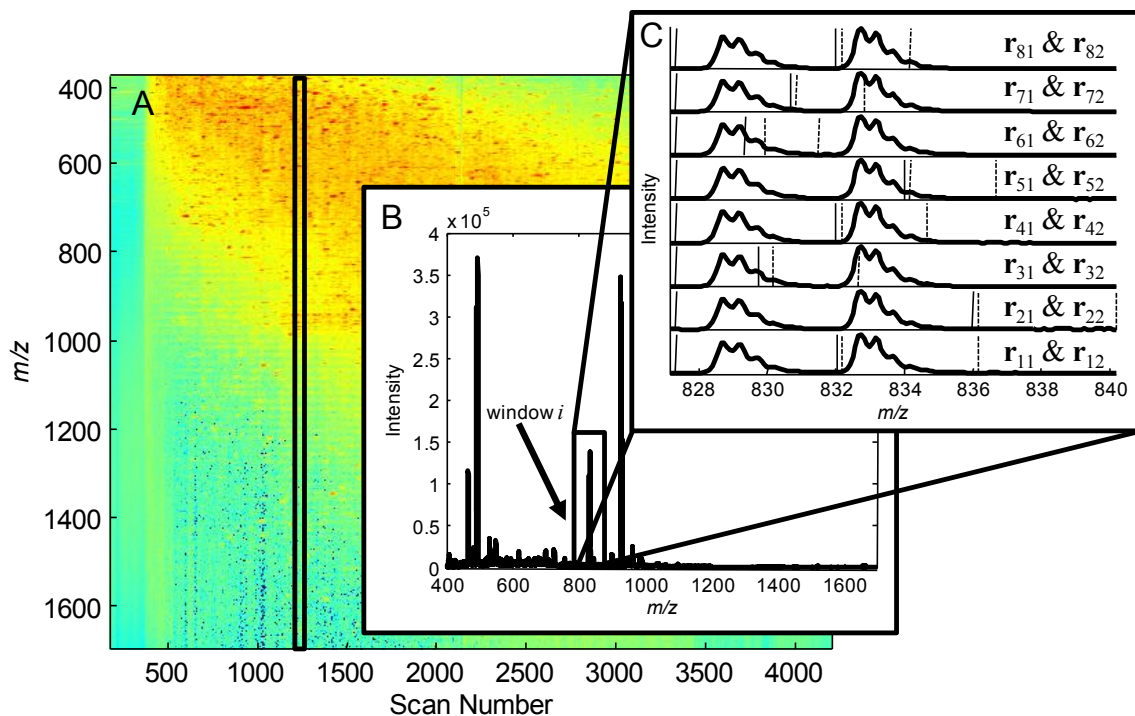 A
400
600
800
1000
1200
1400
1600
m/z
500
1000
1500
2000
2500
3000
3500
4000
Scan Number
B
x 10⁵
4
3.5
3
2.5
2
1.5
1
0.5
0
Intensity
window i
400
600
800
1000
1200
1400
1600
m/z
C
r81 & r82
r71 & r72
r61 & r62
r51 & r52
r41 & r42
r31 & r32
r21 & r22
r11 & r12
Intensity
828
830
832
834
836
838
840
m/z